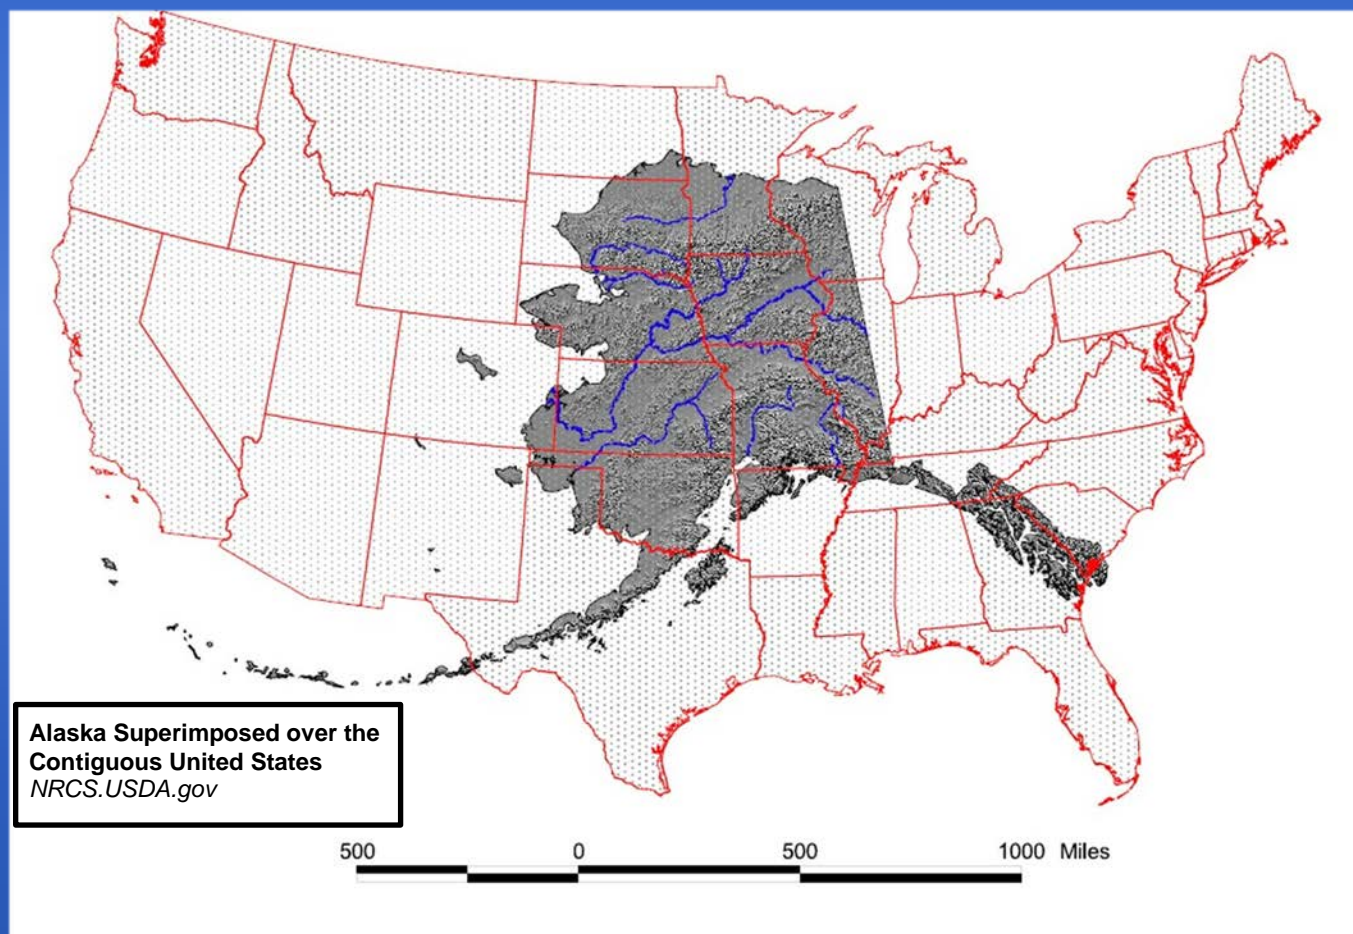 Alaska Superimposed over the
Contiguous United States
NRCS.USDA.gov
500 0 500 1000 Miles